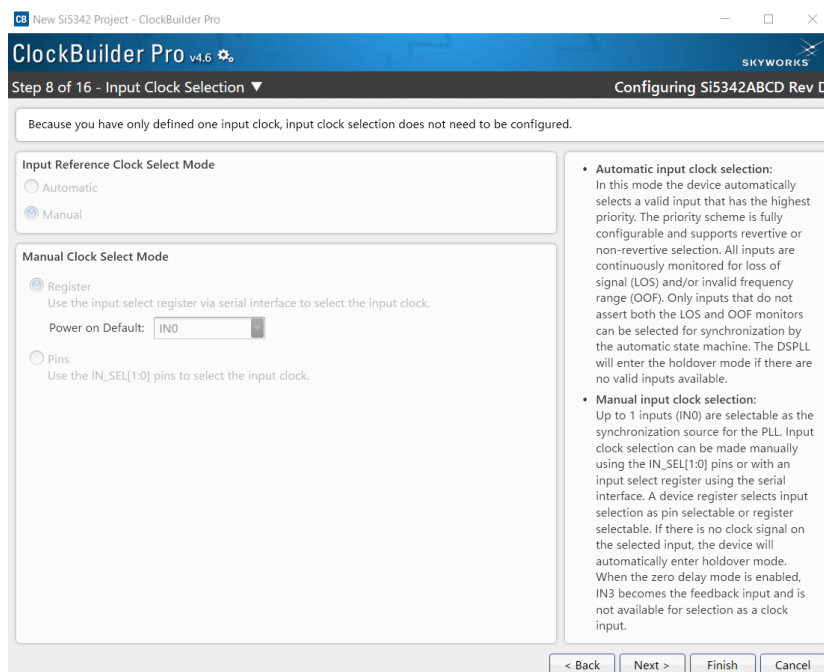 CB New Si5342 Project - ClockBuilder Pro
ClockBuilder Pro v4.6
SKYWORKS
Step 8 of 16 - Input Clock Selection ▼ Configuring Si5342ABCD Rev D
Because you have only defined one input clock, input clock selection does not need to be configured.
Input Reference Clock Select Mode
Automatic
Manual
Manual Clock Select Mode
Register
Use the input select register via serial interface to select the input clock.
Power on Default: IN0
Pins
Use the IN_SEL[1:0] pins to select the input clock.
• Automatic input clock selection:
In this mode the device automatically
selects a valid input that has the highest
priority. The priority scheme is fully
configurable and supports revertive or
non-revertive selection. All inputs are
continuously monitored for loss of
signal (LOS) and/or invalid frequency
range (OOF). Only inputs that do not
assert both the LOS and OOF monitors
can be selected for synchronization by
the automatic state machine. The DSPLL
will enter the holdover mode if there are
no valid inputs available.
• Manual input clock selection:
Up to 1 inputs (IN0) are selectable as the
synchronization source for the PLL. Input
clock selection can be made manually
using the IN_SEL[1:0] pins or with an
input select register using the serial
interface. A device register selects input
selection as pin selectable or register
selectable. If there is no clock signal on
the selected input, the device will
automatically enter holdover mode.
When the zero delay mode is enabled,
IN3 becomes the feedback input and is
not available for selection as a clock
input.
< Back Next > Finish Cancel